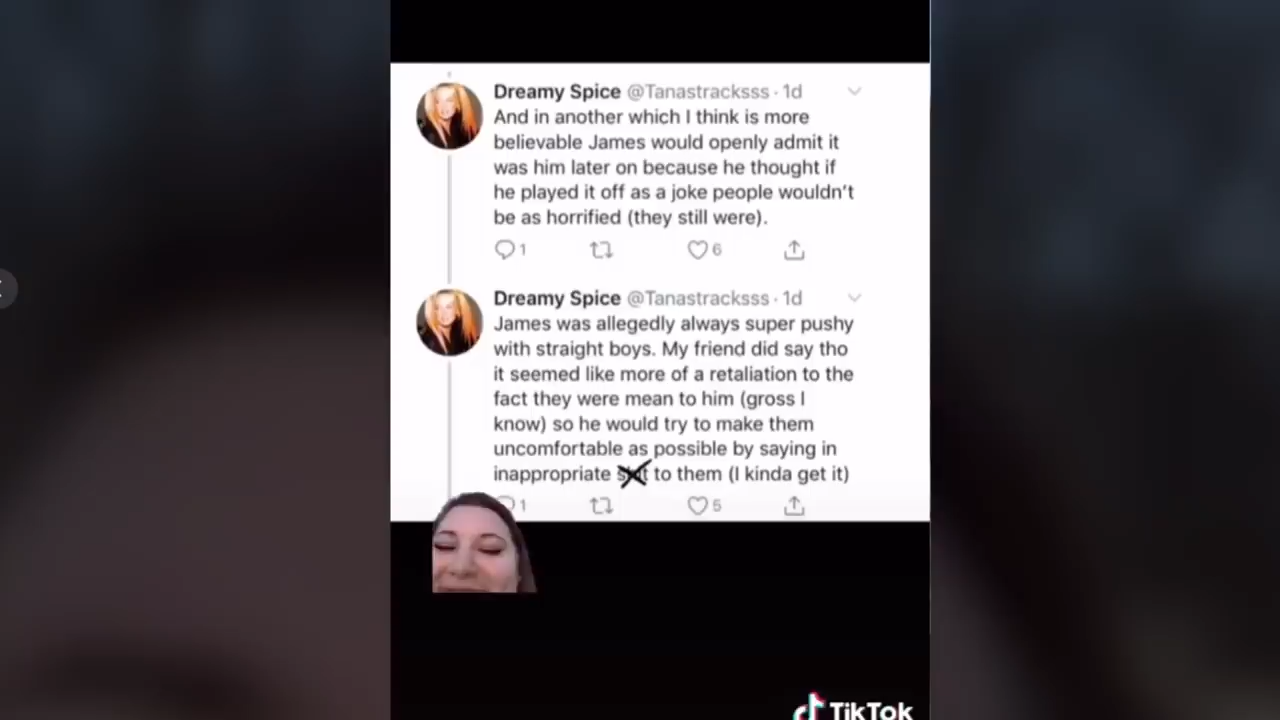 Dreamy Spice @Tanastracksss · 1d
And in another which I think is more
believable James would openly admit it
was him later on because he thought if
he played it off as a joke people wouldn't
be as horrified (they still were).
1 6
Dreamy Spice @Tanastracksss · 1d
James was allegedly always super pushy
with straight boys. My friend did say tho
it seemed like more of a retaliation to the
fact they were mean to him (gross I
know) so he would try to make them
uncomfortable as possible by saying in
inappropriate to them (I kinda get it)
1 5
TikTok